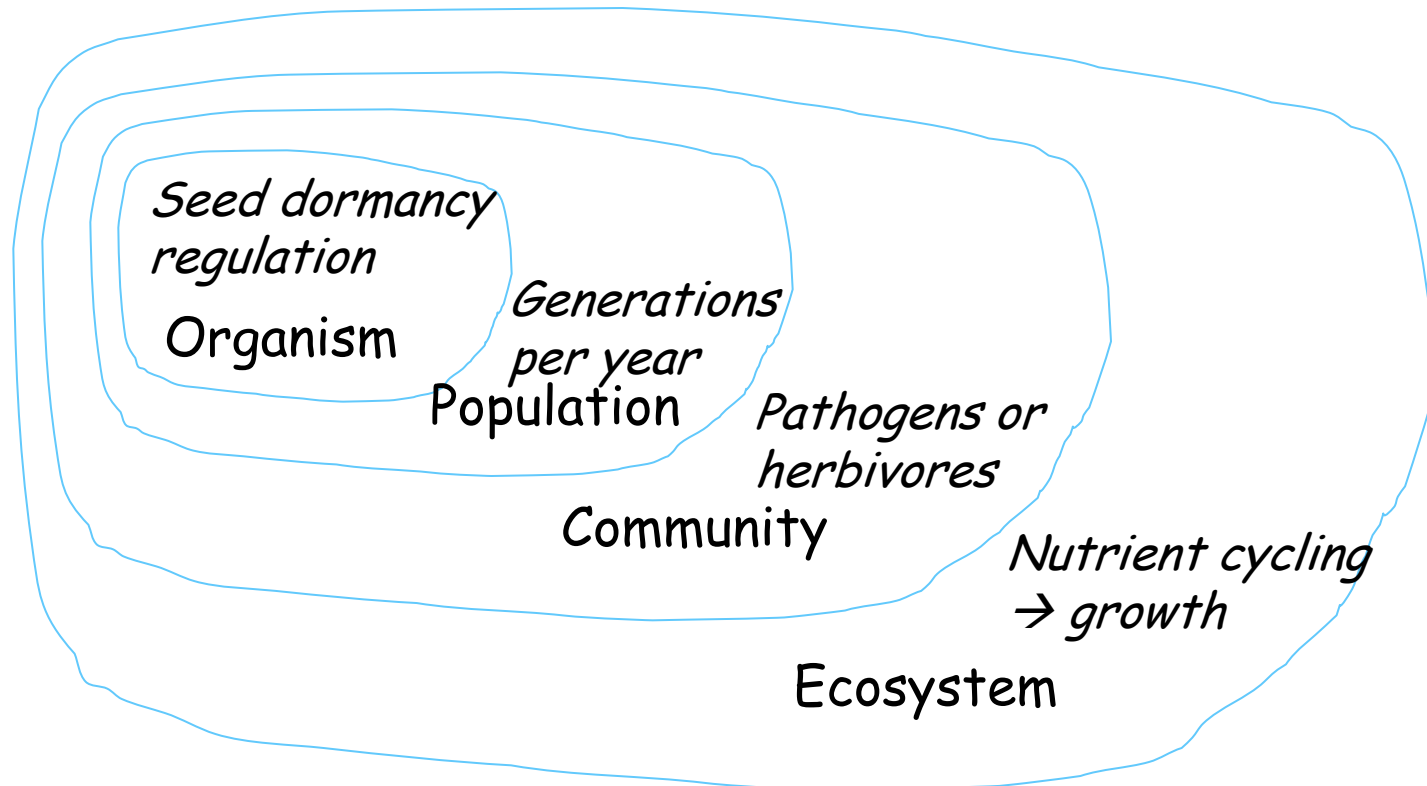 Seed dormancy
regulation
Organism
Generations
per year
Population
Pathogens or
herbivores
Community
Nutrient cycling
→ growth
Ecosystem